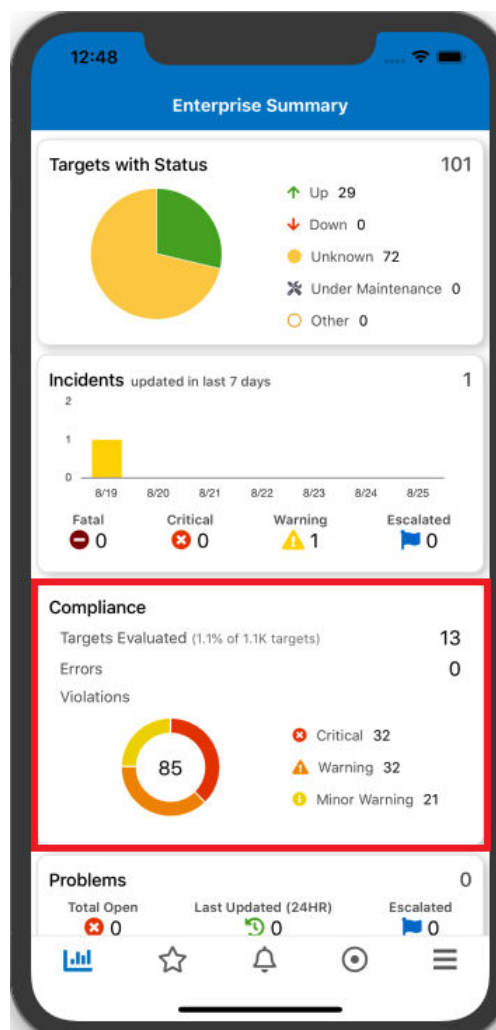 12:48
Enterprise Summary
Targets with Status 101
Up 29
Down 0
Unknown 72
Under Maintenance 0
Other 0
Incidents updated in last 7 days 1
2
1
0
8/19 8/20 8/21 8/22 8/23 8/24 8/25
Fatal Critical Warning Escalated
0 0 1 0
Compliance
Targets Evaluated (1.1% of 1.1K targets) 13
Errors 0
Violations
85
Critical 32
Warning 32
Minor Warning 21
Problems 0
Total Open Last Updated (24HR) Escalated
0 0 0